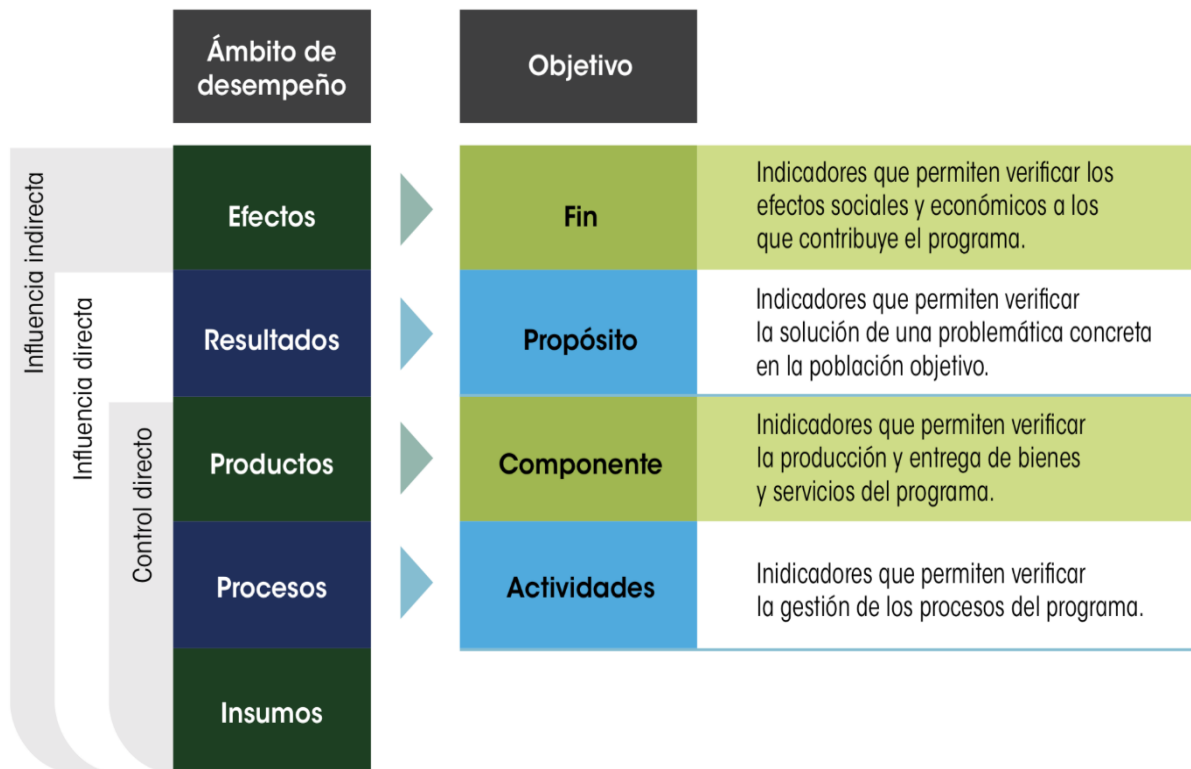 Ámbito de
desempeño
Objetivo
Influencia indirecta
Influencia directa
Control directo
Efectos
Fin
Indicadores que permiten verificar los
efectos sociales y económicos a los
que contribuye el programa.
Resultados
Propósito
Indicadores que permiten verificar
la solución de una problemática concreta
en la población objetivo.
Productos
Componente
Inidicadores que permiten verificar
la producción y entrega de bienes
y servicios del programa.
Procesos
Actividades
Inidicadores que permiten verificar
la gestión de los procesos del programa.
Insumos